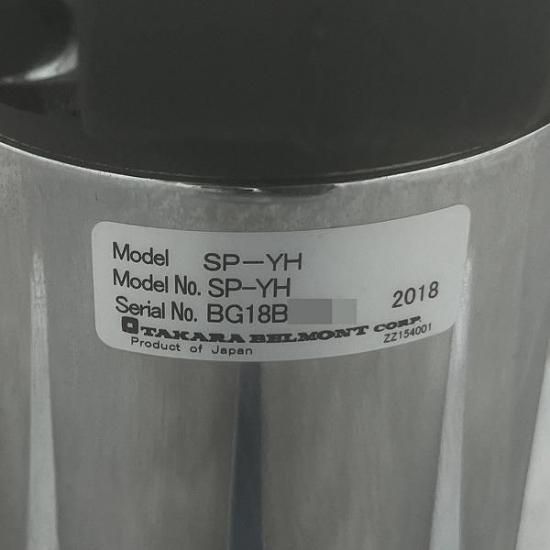 Model SP-YH
Model No. SP-YH
Serial No. BG18B 2018
TAKARA BELMONT CORP.
ZZ154001
Product of Japan